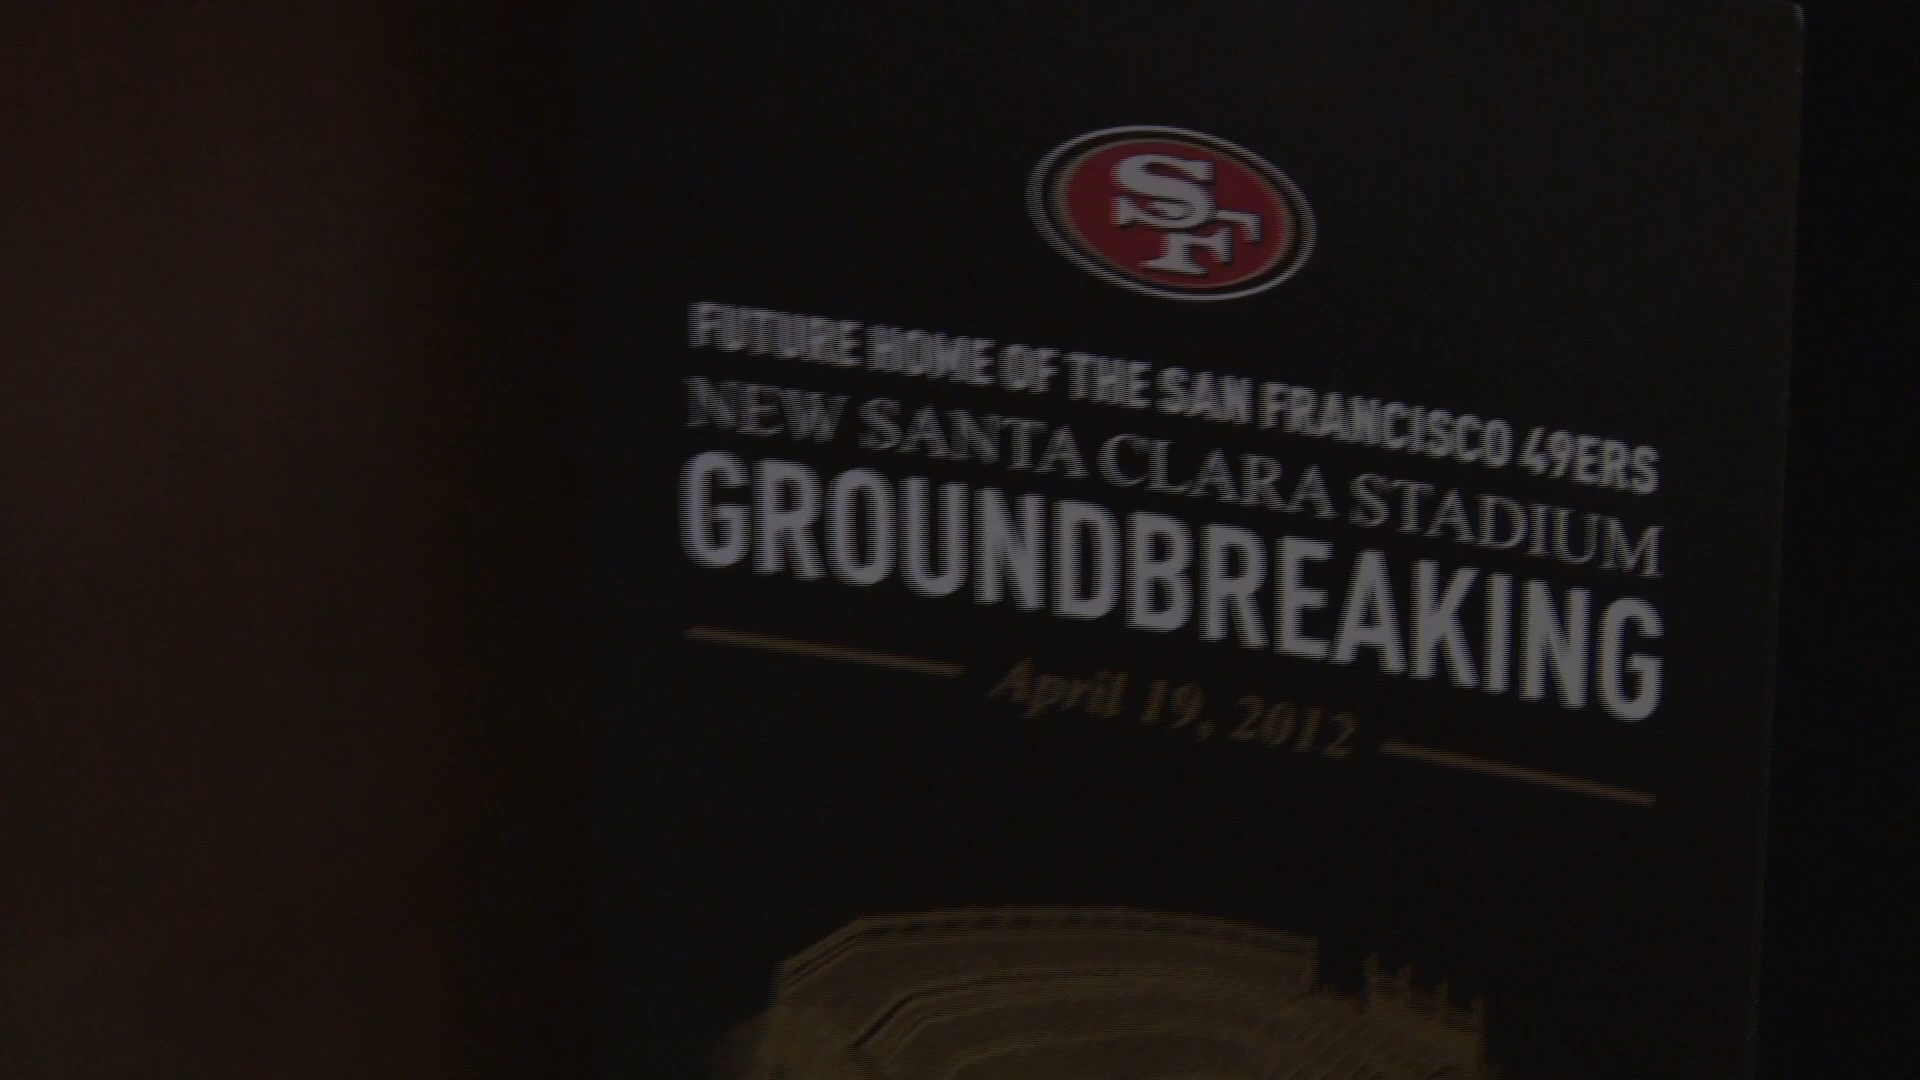 SF
FUTURE HOME OF THE SAN FRANCISCO 49ERS
NEW SANTA CLARA STADIUM
GROUNDBREAKING
April 19, 2012